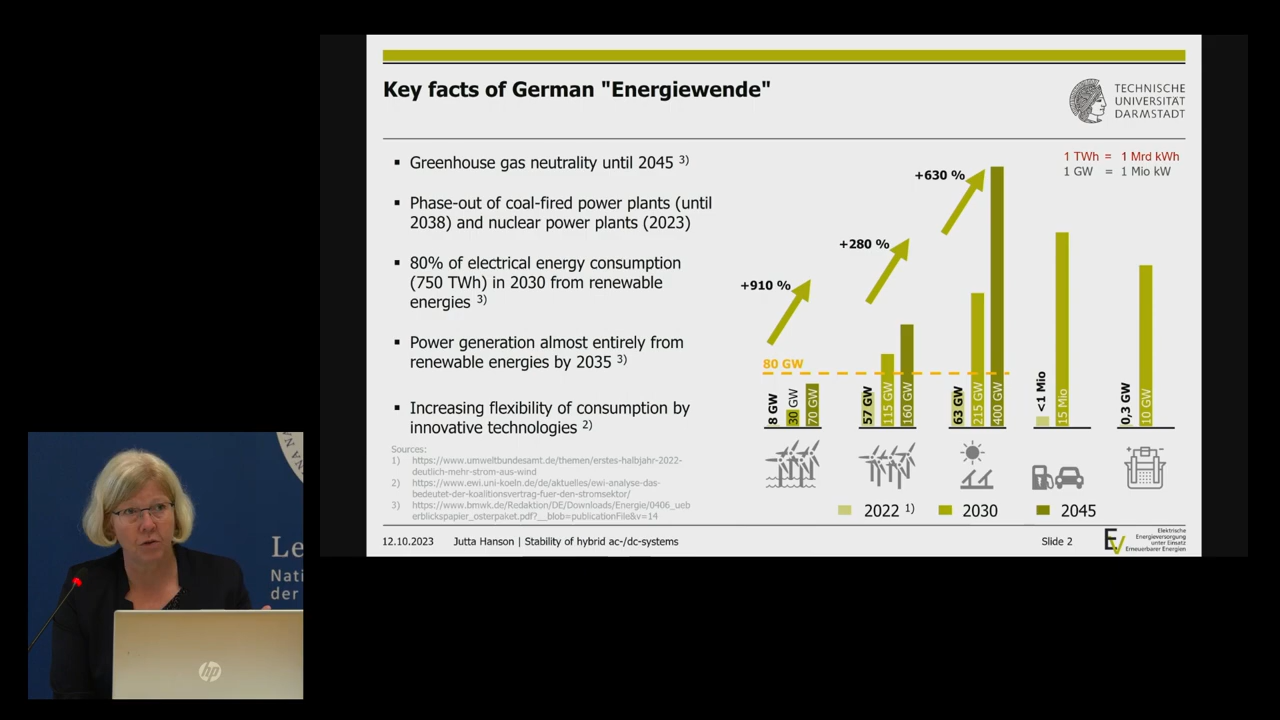 Key facts of German "Energiewende"
TECHNISCHE
UNIVERSITÄT
DARMSTADT
▪ Greenhouse gas neutrality until 2045 3)
▪ Phase-out of coal-fired power plants (until
2038) and nuclear power plants (2023)
▪ 80% of electrical energy consumption
(750 TWh) in 2030 from renewable
energies 3)
▪ Power generation almost entirely from
renewable energies by 2035 3)
▪ Increasing flexibility of consumption by
innovative technologies 2)
Sources:
1) https://www.umweltbundesamt.de/themen/erstes-halbjahr-2022-
deutlich-mehr-strom-aus-wind
2) https://www.ewi.uni-koeln.de/de/aktuelles/ewi-analyse-das-
bedeutet-der-koalitionsvertrag-fuer-den-stromsektor/
3) https://www.bmwk.de/Redaktion/DE/Downloads/Energie/0406_ueb
erblickspapier_osterpaket.pdf?__blob=publicationFile&v=14
1 TWh = 1 Mrd kWh
1 GW = 1 Mio kW
+910 %
+280 %
+630 %
80 GW
8 GW
30 GW
70 GW
57 GW
115 GW
160 GW
63 GW
215 GW
400 GW
<1 Mio
15 Mio
0,3 GW
10 GW
2022 1)
2030
2045
12.10.2023
Jutta Hanson | Stability of hybrid ac-/dc-systems
Slide 2
EV
Elektrische
Energieversorgung
unter Einsatz
Erneuerbarer Energien
Le
Nati
der
hp